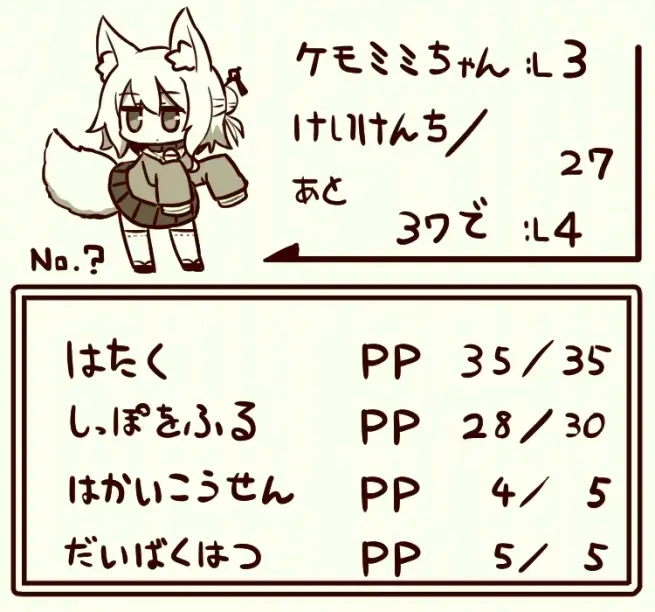 ケモミミちゃん :L3
けいけんち/
27
あと
37で :L4
No.?
はたく PP 35/35
しっぽをふる PP 28/30
はかいこうせん PP 4/ 5
だいばくはつ PP 5/ 5